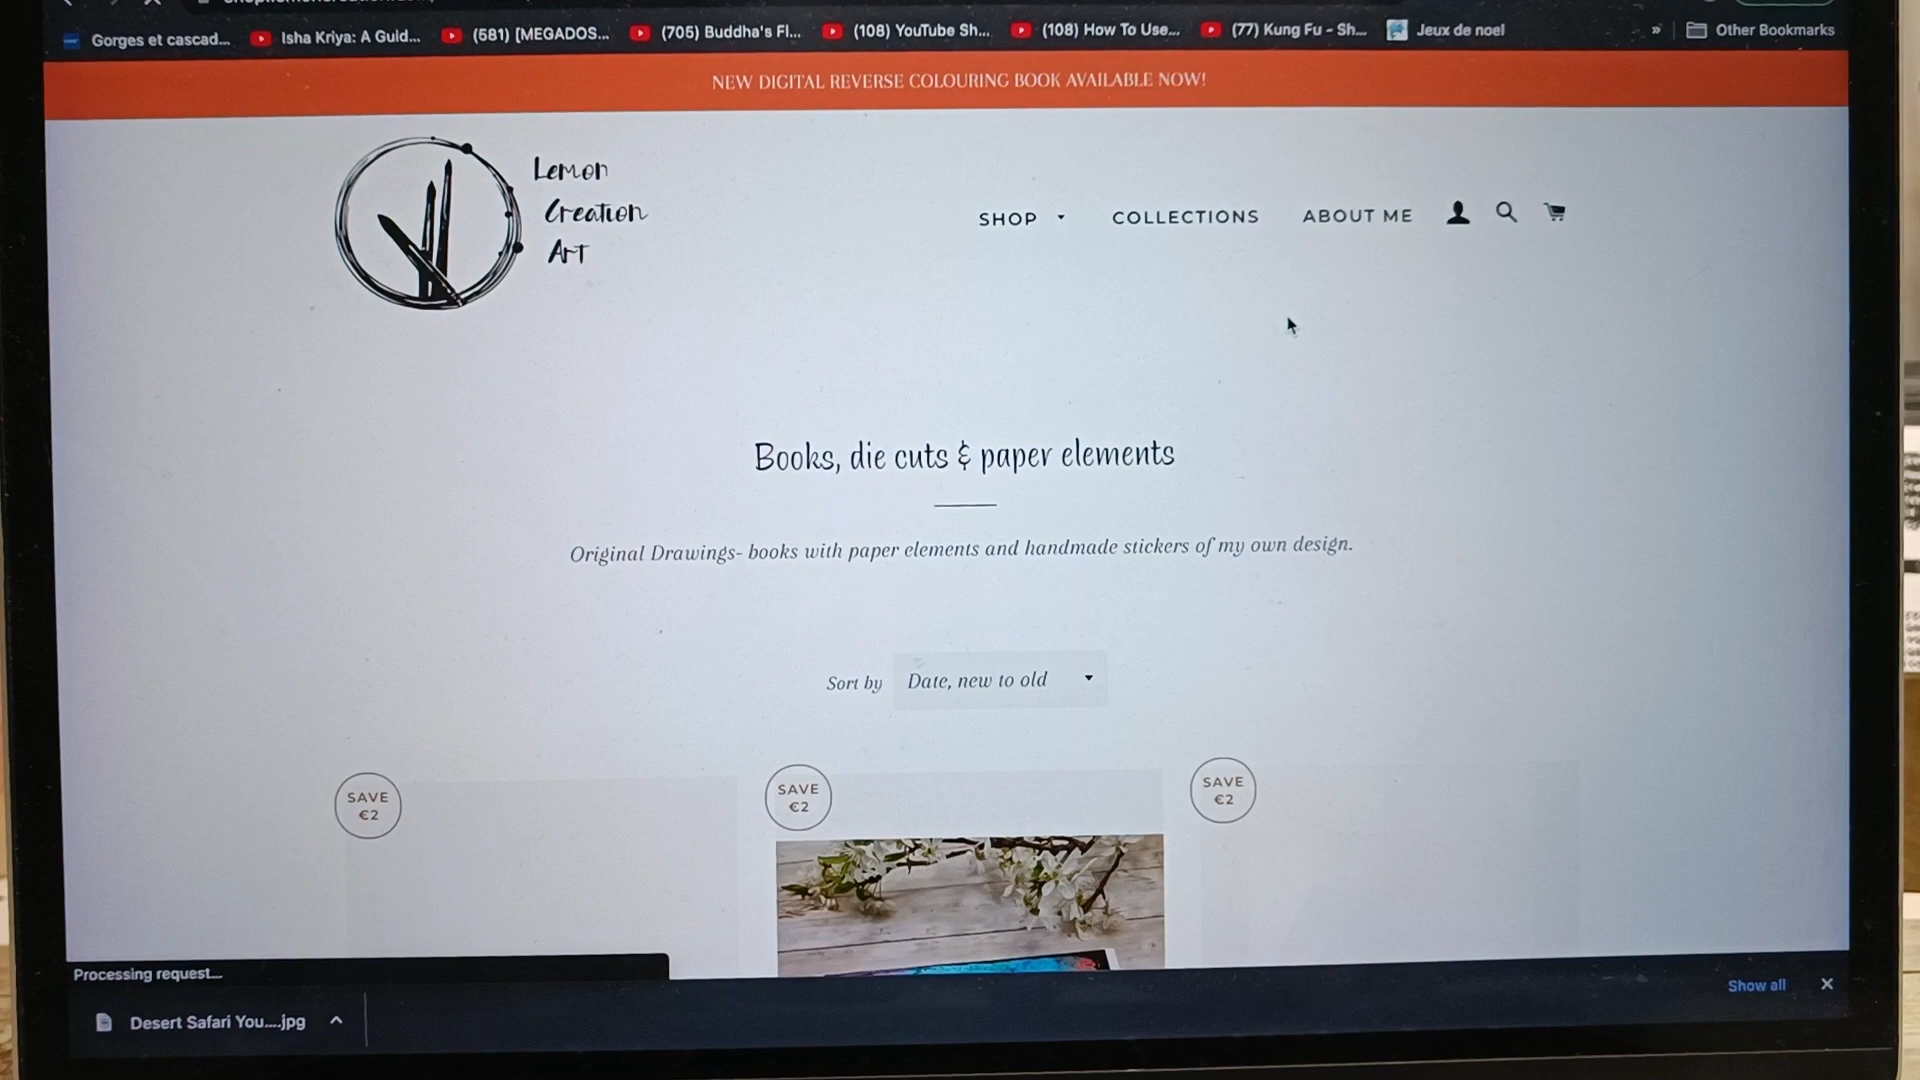 Gorges et cascad...
Isha Kriya: A Guid...
(581) [MEGADOS...
(705) Buddha's Fl...
(108) YouTube Sh...
(108) How To Use...
(77) Kung Fu - Sh...
Jeux de noel
»
Other Bookmarks
NEW DIGITAL REVERSE COLOURING BOOK AVAILABLE NOW!
Lemon
Creation
Art
SHOP
COLLECTIONS
ABOUT ME
Books, die cuts & paper elements
Original Drawings- books with paper elements and handmade stickers of my own design.
Sort by
Date, new to old
SAVE
€2
SAVE
€2
SAVE
€2
Processing request...
Desert Safari You....jpg
Show all